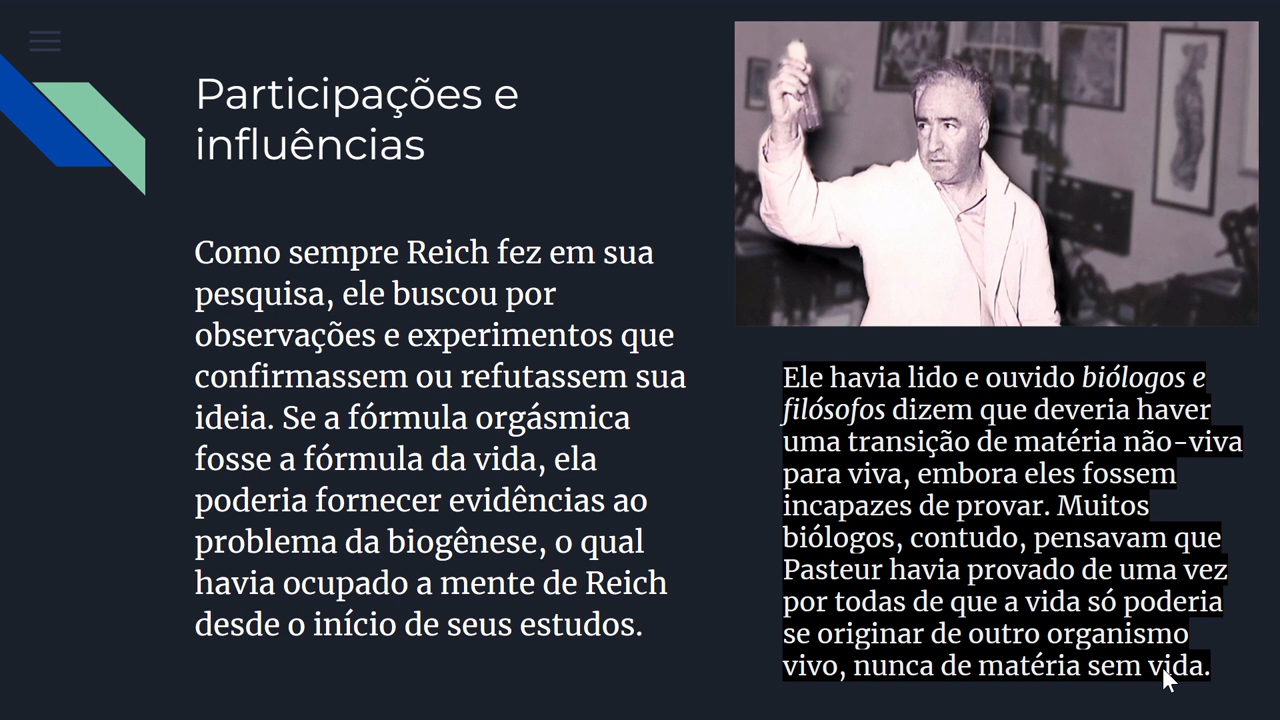 Participações e
influências
Como sempre Reich fez em sua
pesquisa, ele buscou por
observações e experimentos que
confirmassem ou refutassem sua
ideia. Se a fórmula orgásmica
fosse a fórmula da vida, ela
poderia fornecer evidências ao
problema da biogênese, o qual
havia ocupado a mente de Reich
desde o início de seus estudos.
Ele havia lido e ouvido biólogos e
filósofos dizem que deveria haver
uma transição de matéria não-viva
para viva, embora eles fossem
incapazes de provar. Muitos
biólogos, contudo, pensavam que
Pasteur havia provado de uma vez
por todas de que a vida só poderia
se originar de outro organismo
vivo, nunca de matéria sem vida.